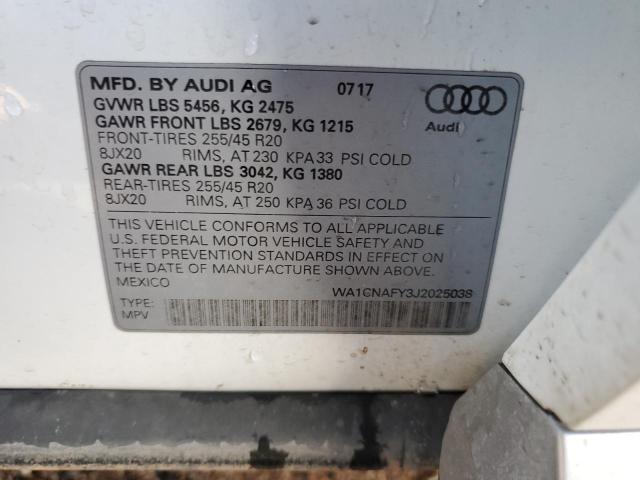 MFD. BY AUDI AG 07 17
GVWR LBS 5456, KG 2475
GAWR FRONT LBS 2679, KG 1215
FRONT-TIRES 255/45 R20
8JX20 RIMS, AT 230 KPA 33 PSI COLD
GAWR REAR LBS 3042, KG 1380
REAR-TIRES 255/45 R20
8JX20 RIMS, AT 250 KPA 36 PSI COLD
Audi
THIS VEHICLE CONFORMS TO ALL APPLICABLE
U.S. FEDERAL MOTOR VEHICLE SAFETY AND
THEFT PREVENTION STANDARDS IN EFFECT ON
THE DATE OF MANUFACTURE SHOWN ABOVE.
MEXICO
WA1CNAFY3J2025038
TYPE:
MPV